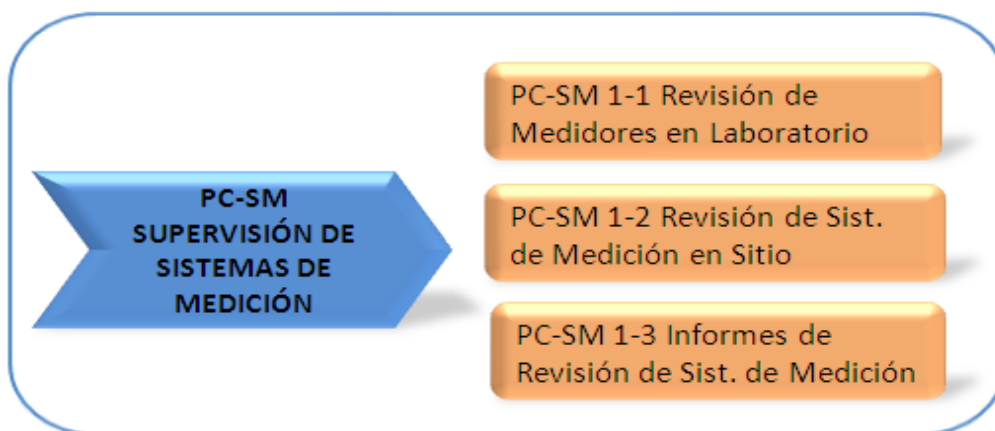 PC-SM
SUPERVISIÓN DE
SISTEMAS DE
MEDICIÓN
PC-SM 1-1 Revisión de
Medidores en Laboratorio
PC-SM 1-2 Revisión de Sist.
de Medición en Sitio
PC-SM 1-3 Informes de
Revisión de Sist. de Medición